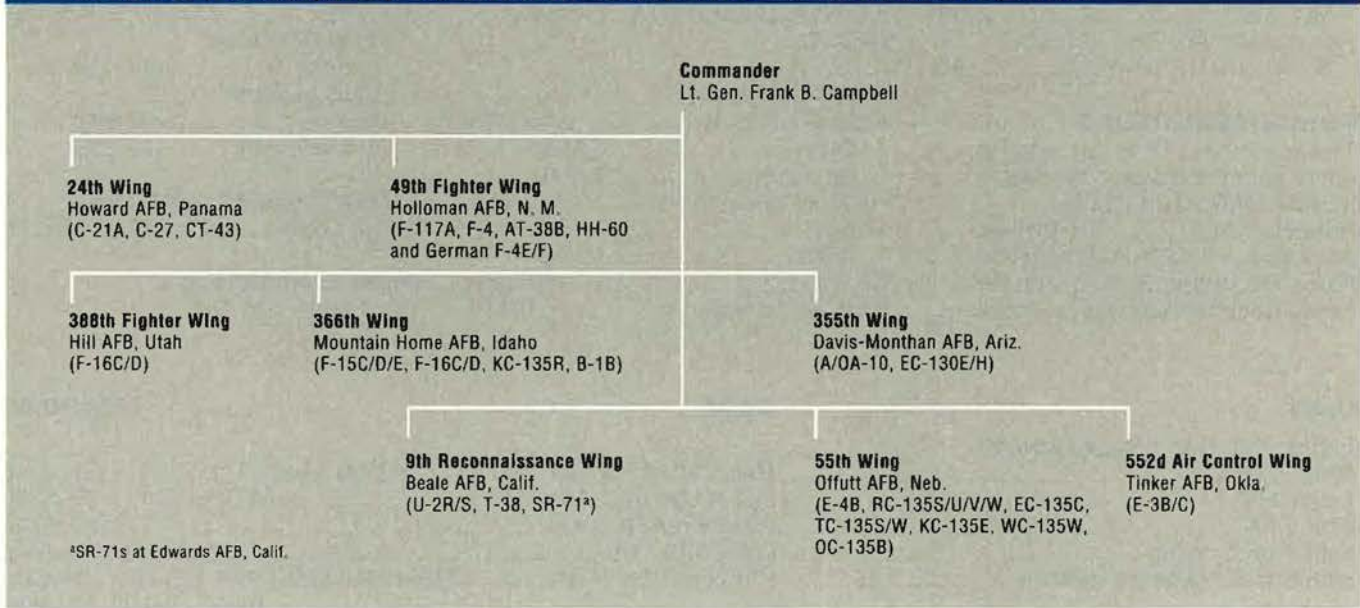 Commander
Lt. Gen. Frank B. Campbell
24th Wing
Howard AFB, Panama
(C-21A, C-27, CT-43)
49th Fighter Wing
Holloman AFB, N. M.
(F-117A, F-4, AT-38B, HH-60
and German F-4E/F)
388th Fighter Wing
Hill AFB, Utah
(F-16C/D)
366th Wing
Mountain Home AFB, Idaho
(F-15C/D/E, F-16C/D, KC-135R, B-1B)
355th Wing
Davis-Monthan AFB, Ariz.
(A/OA-10, EC-130E/H)
9th Reconnaissance Wing
Beale AFB, Calif.
(U-2R/S, T-38, SR-71ª)
55th Wing
Offutt AFB, Neb.
(E-4B, RC-135S/U/V/W, EC-135C,
TC-135S/W, KC-135E, WC-135W,
OC-135B)
552d Air Control Wing
Tinker AFB, Okla.
(E-3B/C)
ªSR-71s at Edwards AFB, Calif.